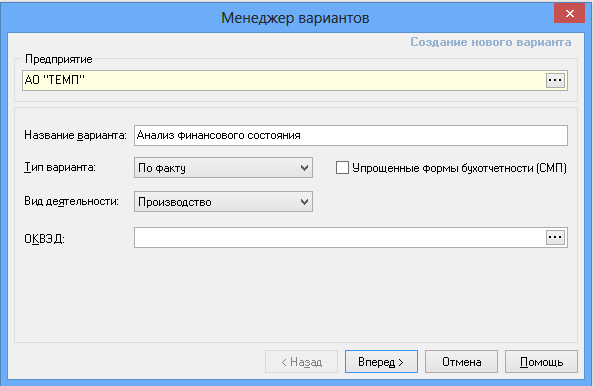 Менеджер вариантов
Создание нового варианта
Предприятие
АО "ТЕМП"
...
Название варианта: Анализ финансового состояния
Тип варианта: По факту Упрощенные формы бухотчетности (СМП)
Вид деятельности: Производство
ОКВЭД: ...
< Назад Вперед > Отмена Помощь